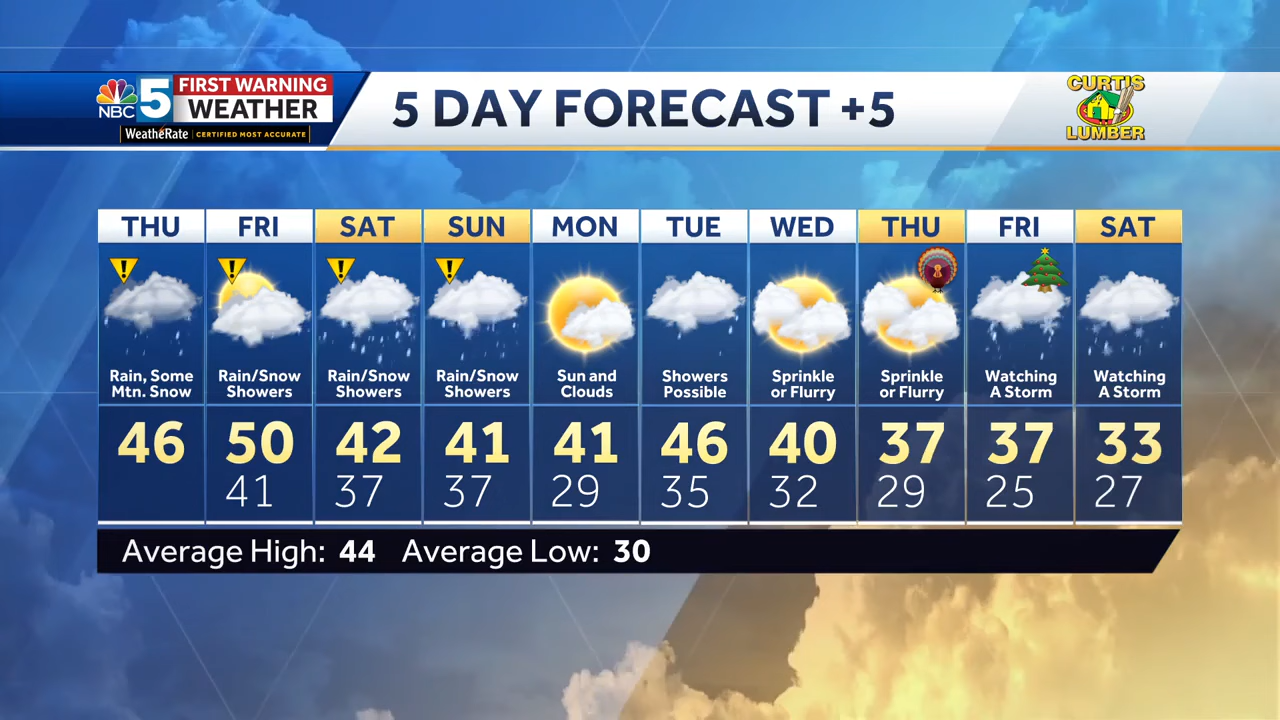 FIRST WARNING
NBC 5 WEATHER
WeatheRate CERTIFIED MOST ACCURATE
5 DAY FORECAST +5
CURTIS
LUMBER
THU FRI SAT SUN MON TUE WED THU FRI SAT
! ! ! !
Rain, Some Rain/Snow Rain/Snow Rain/Snow Sun and Showers Sprinkle Sprinkle Watching Watching
Mtn. Snow Showers Showers Showers Clouds Possible or Flurry or Flurry A Storm A Storm
46 50 42 41 41 46 40 37 37 33
41 37 37 29 35 32 29 25 27
Average High: 44 Average Low: 30